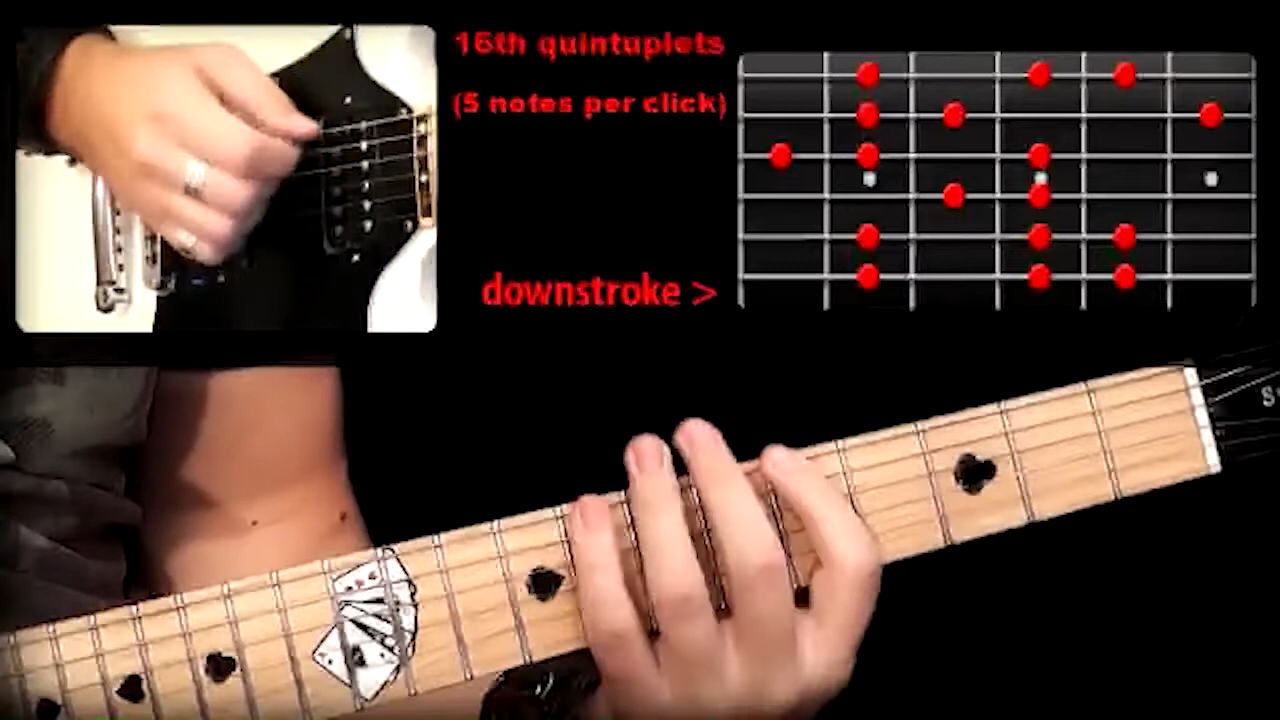 16th quintuplets
(5 notes per click)
downstroke >